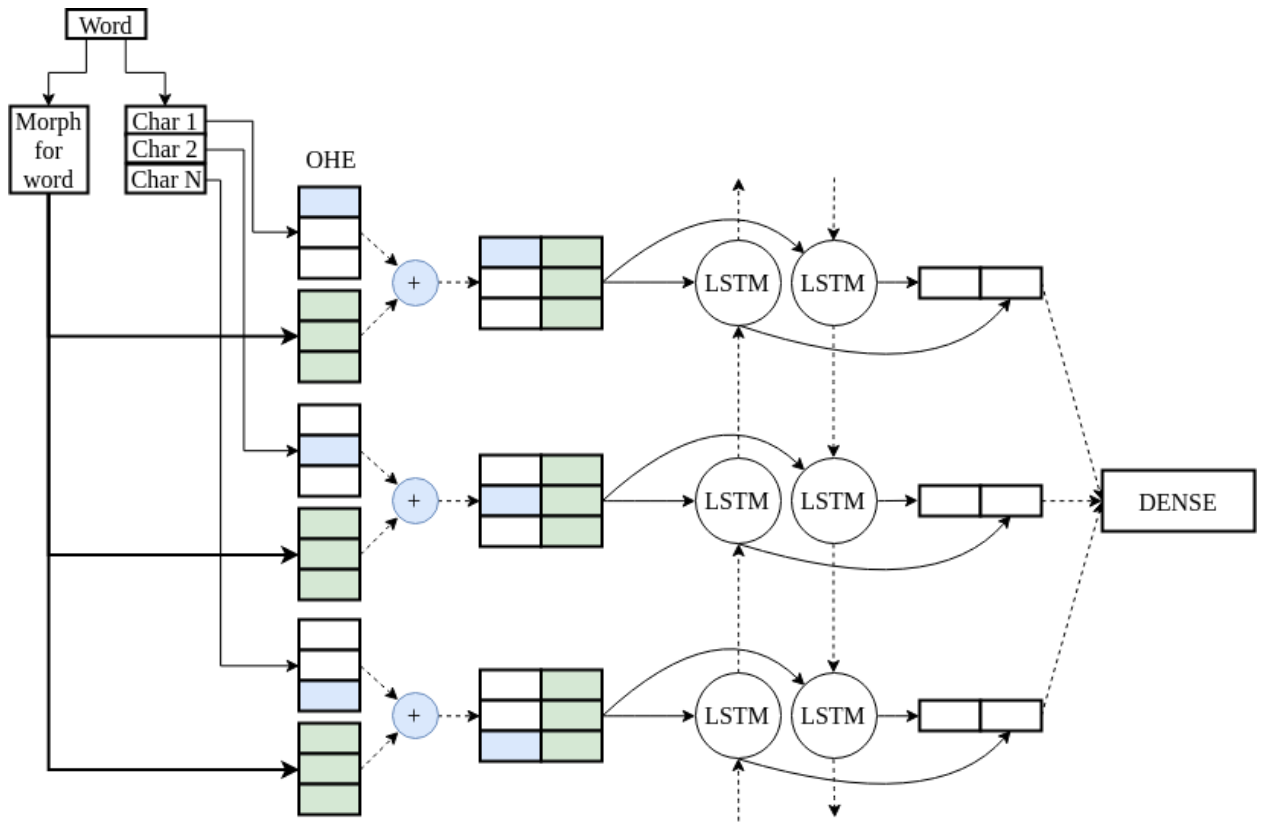 Word
Morph
for
word
Char 1
Char 2
Char N
OHE
+
LSTM
LSTM
+
LSTM
LSTM
DENSE
+
LSTM
LSTM